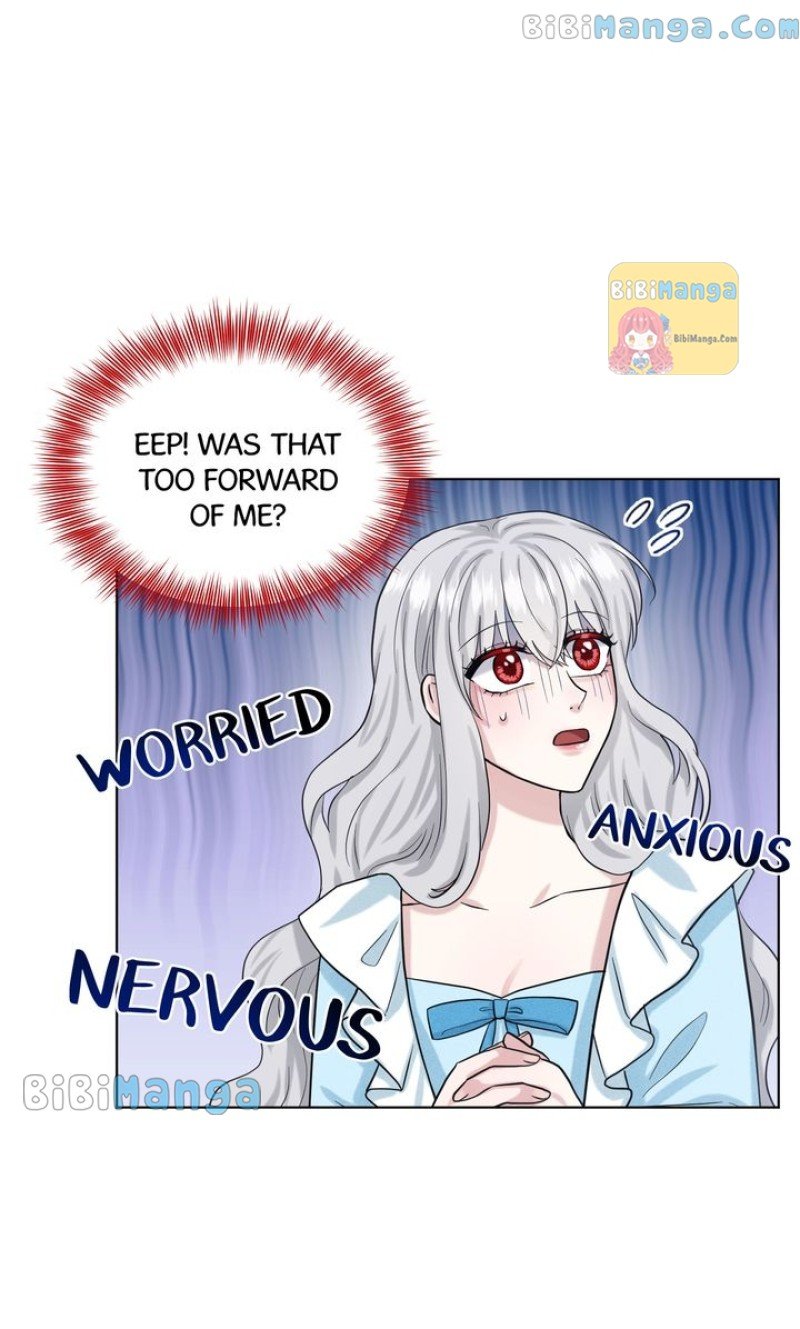 BiBiManga.Com
BiBiManga
BibiManga.Com
EEP! WAS THAT
TOO FORWARD
OF ME?
WORRIED
ANXIOUS
NERVOUS
BiBiManga